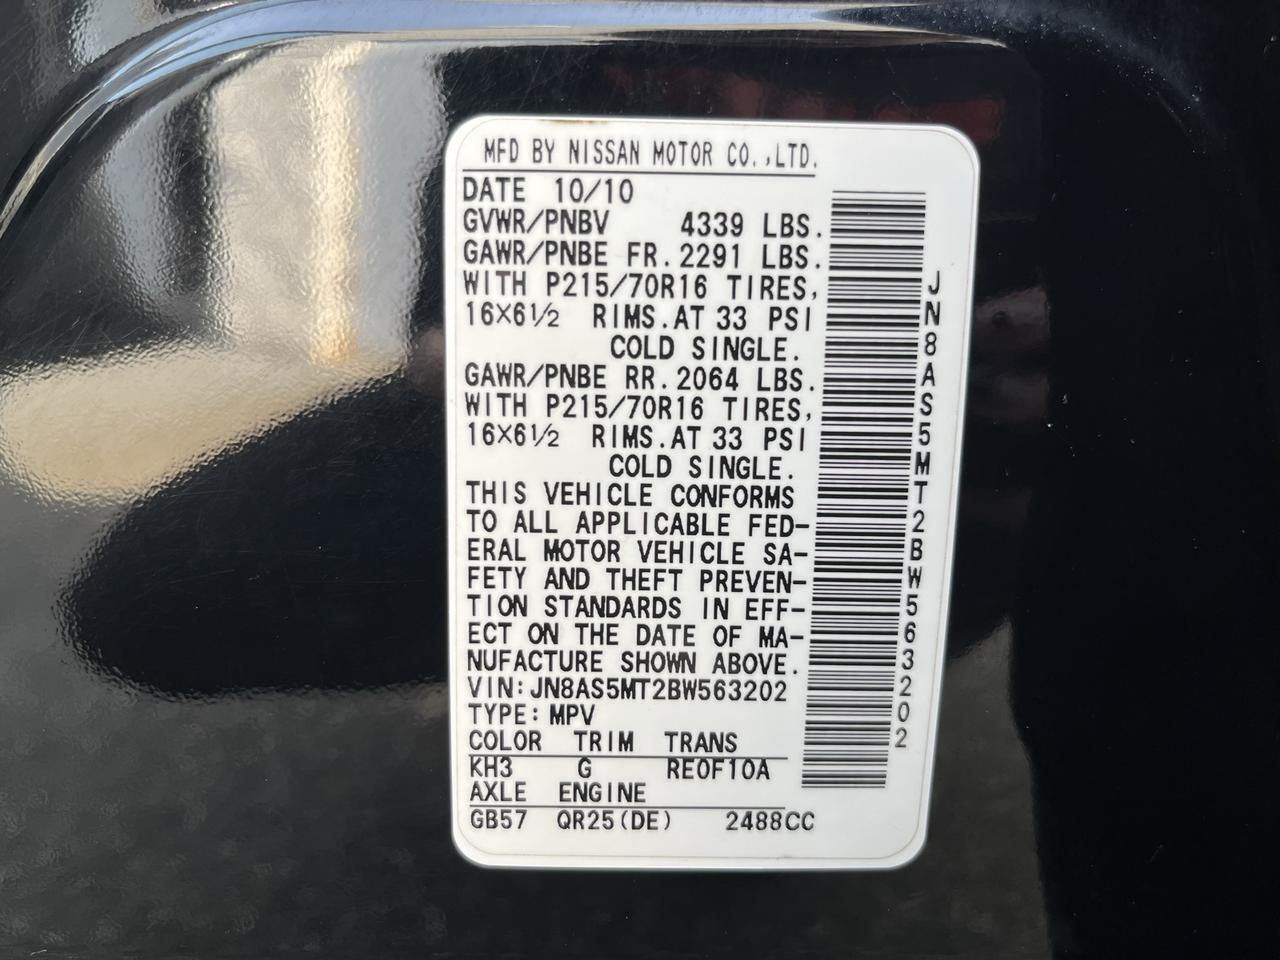 MFD BY NISSAN MOTOR CO.,LTD.
DATE 10/10
GVWR/PNBV 4339 LBS.
GAWR/PNBE FR.2291 LBS.
WITH P215/70R16 TIRES,
16X6½ RIMS.AT 33 PSI
COLD SINGLE.
GAWR/PNBE RR.2064 LBS.
WITH P215/70R16 TIRES,
16X6½ RIMS.AT 33 PSI
COLD SINGLE.
THIS VEHICLE CONFORMS
TO ALL APPLICABLE FED-
ERAL MOTOR VEHICLE SA-
FETY AND THEFT PREVEN-
TION STANDARDS IN EFF-
ECT ON THE DATE OF MA-
NUFACTURE SHOWN ABOVE.
VIN:JN8AS5MT2BW563202
TYPE:MPV
COLOR TRIM TRANS
KH3 G RE0F10A
AXLE ENGINE
GB57 QR25(DE) 2488CC
JN8AS5MT2BW563202